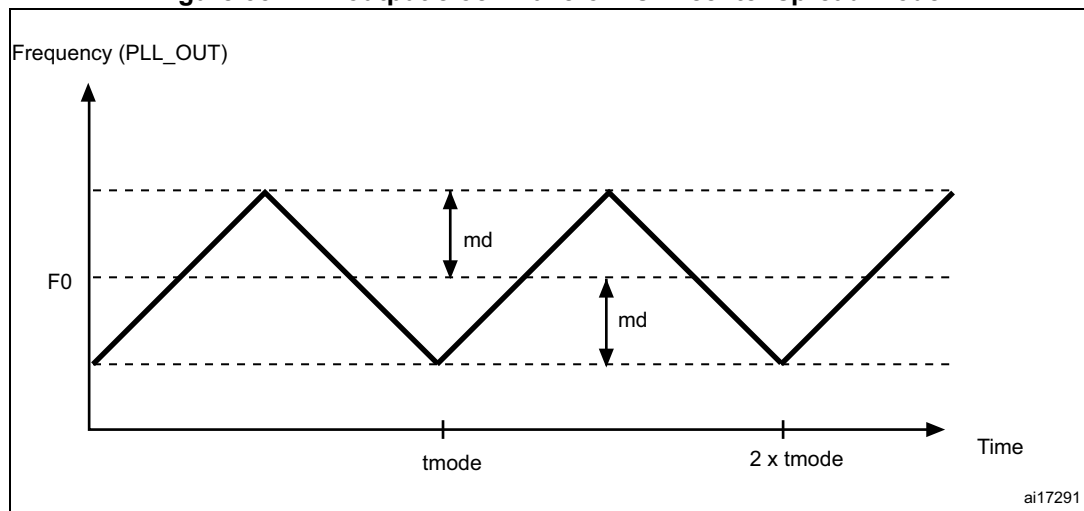 Frequency (PLL_OUT)
md
F0
md
tmode
2 x tmode
Time
ai17291